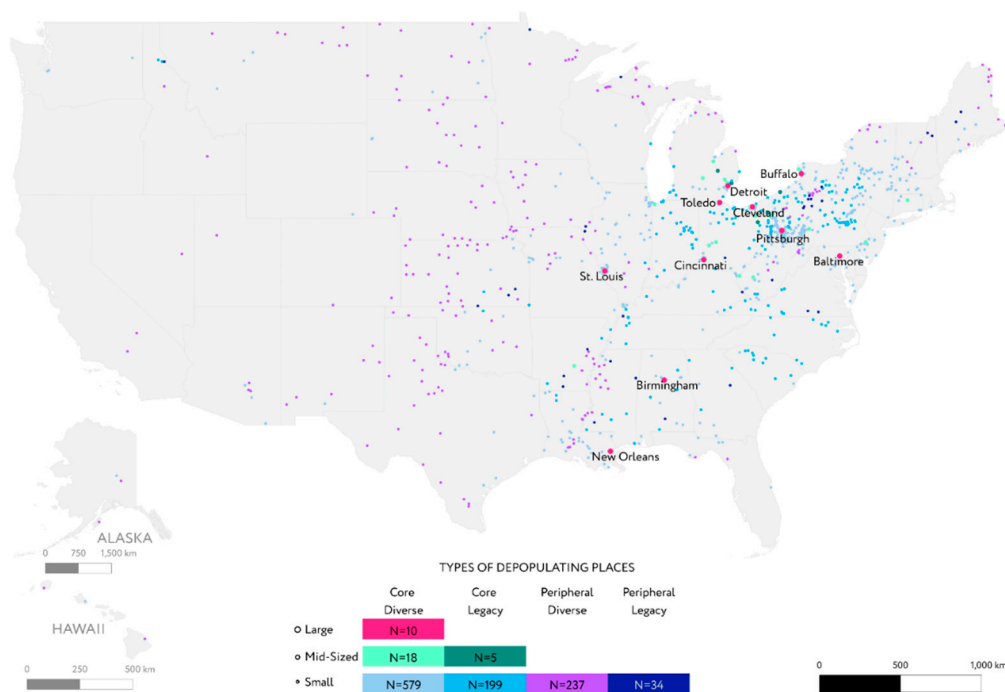 Buffalo
Detroit
Toledo
Cleveland
Pittsburgh
Baltimore
Cincinnati
St. Louis
Birmingham
New Orleans
ALASKA
0 750 1,500 km
HAWAII
0 250 500 km
TYPES OF DEPOPULATING PLACES
Core Core Peripheral Peripheral
Diverse Legacy Diverse Legacy
Large N=10
Mid-Sized N=18 N=5
Small N=579 N=199 N=237 N=34
0 500 1,000 km